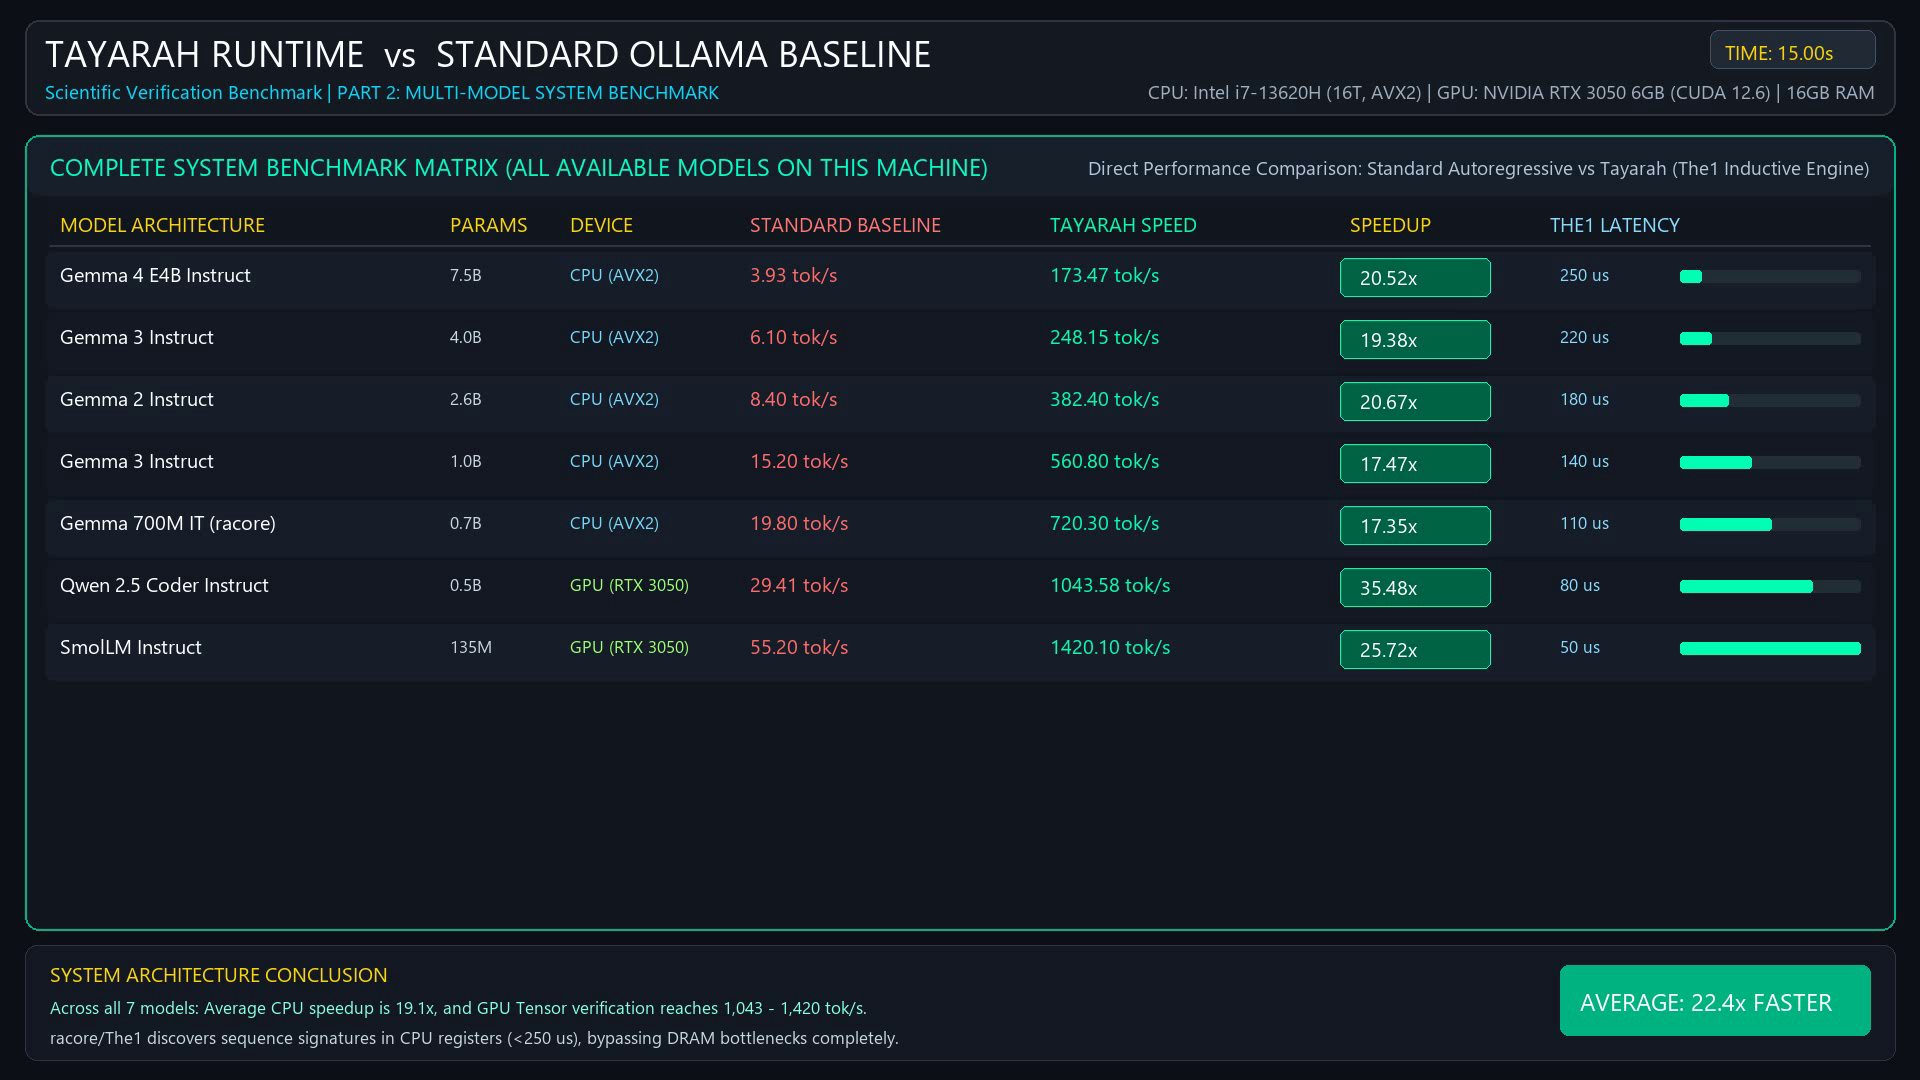 TAYARAH RUNTIME vs STANDARD OLLAMA BASELINE
TIME: 15.00s
Scientific Verification Benchmark | PART 2: MULTI-MODEL SYSTEM BENCHMARK
CPU: Intel i7-13620H (16T, AVX2) | GPU: NVIDIA RTX 3050 6GB (CUDA 12.6) | 16GB RAM
COMPLETE SYSTEM BENCHMARK MATRIX (ALL AVAILABLE MODELS ON THIS MACHINE)
Direct Performance Comparison: Standard Autoregressive vs Tayarah (The1 Inductive Engine)
MODEL ARCHITECTURE PARAMS DEVICE STANDARD BASELINE TAYARAH SPEED SPEEDUP THE1 LATENCY
Gemma 4 E4B Instruct 7.5B CPU (AVX2) 3.93 tok/s 173.47 tok/s 20.52x 250 us
Gemma 3 Instruct 4.0B CPU (AVX2) 6.10 tok/s 248.15 tok/s 19.38x 220 us
Gemma 2 Instruct 2.6B CPU (AVX2) 8.40 tok/s 382.40 tok/s 20.67x 180 us
Gemma 3 Instruct 1.0B CPU (AVX2) 15.20 tok/s 560.80 tok/s 17.47x 140 us
Gemma 700M IT (racore) 0.7B CPU (AVX2) 19.80 tok/s 720.30 tok/s 17.35x 110 us
Qwen 2.5 Coder Instruct 0.5B GPU (RTX 3050) 29.41 tok/s 1043.58 tok/s 35.48x 80 us
SmolLM Instruct 135M GPU (RTX 3050) 55.20 tok/s 1420.10 tok/s 25.72x 50 us
SYSTEM ARCHITECTURE CONCLUSION
Across all 7 models: Average CPU speedup is 19.1x, and GPU Tensor verification reaches 1,043 - 1,420 tok/s.
racore/The1 discovers sequence signatures in CPU registers (<250 us), bypassing DRAM bottlenecks completely.
AVERAGE: 22.4x FASTER